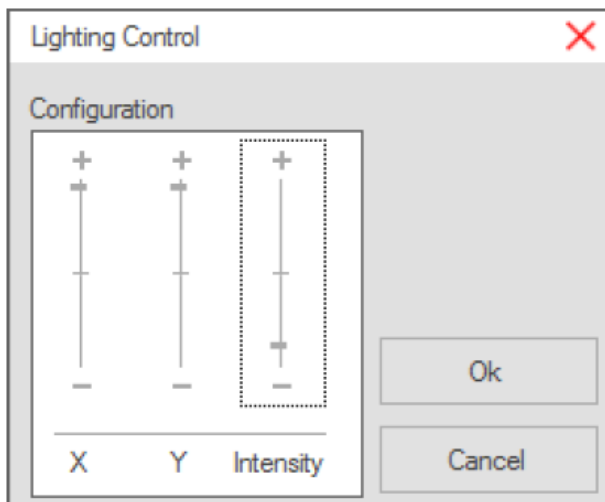 Lighting Control
Configuration
+ + +
− − −
X Y Intensity
Ok
Cancel